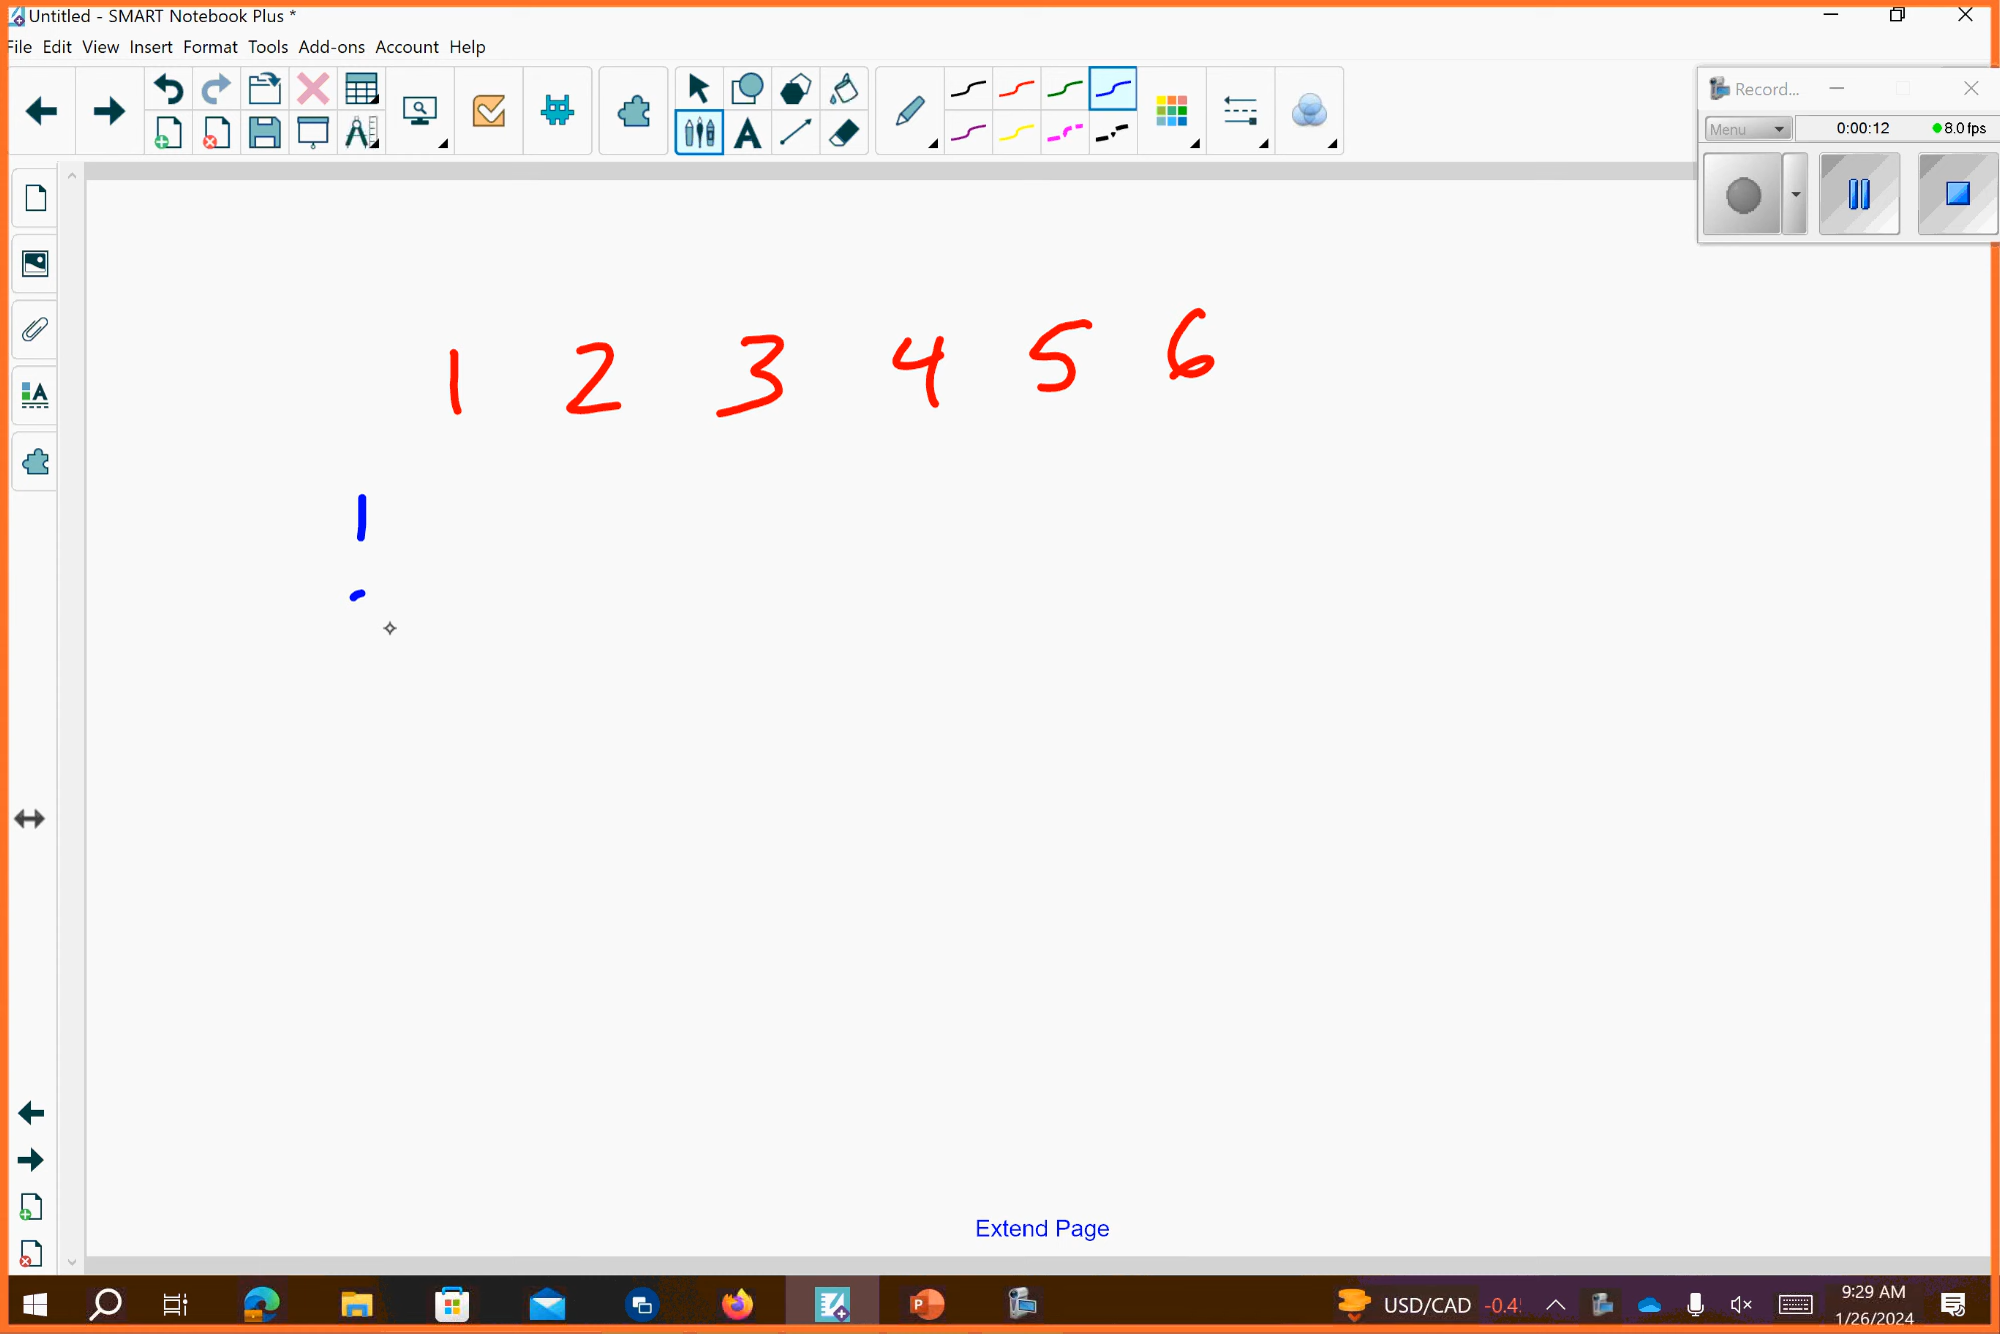 Untitled - SMART Notebook Plus *
File Edit View Insert Format Tools Add-ons Account Help
Record...
Menu 0:00:12 8.0 fps
1 2 3 4 5 6
1
Extend Page
USD/CAD -0.4
9:29 AM
1/26/2024